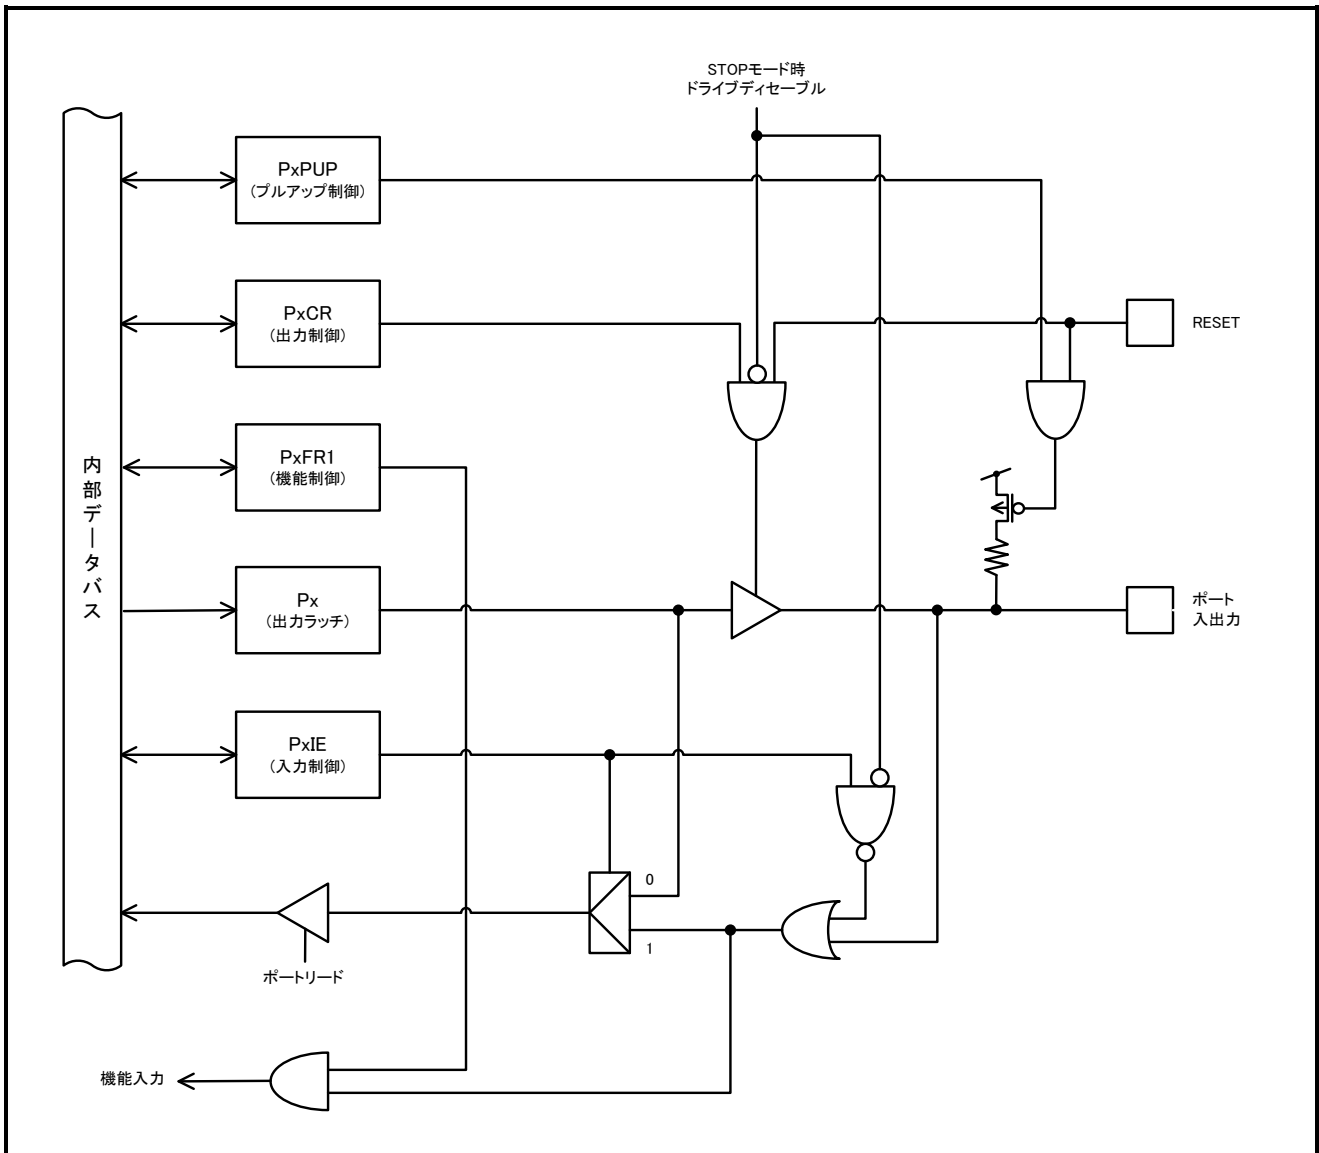 STOPモード時
ドライブディセーブル
PxPUP
(プルアップ制御)
PxCR
(出力制御)
RESET
PxFR1
(機能制御)
内部データバス
Px
(出力ラッチ)
ポート
入出力
PxIE
(入力制御)
0
1
ポートリード
機能入力